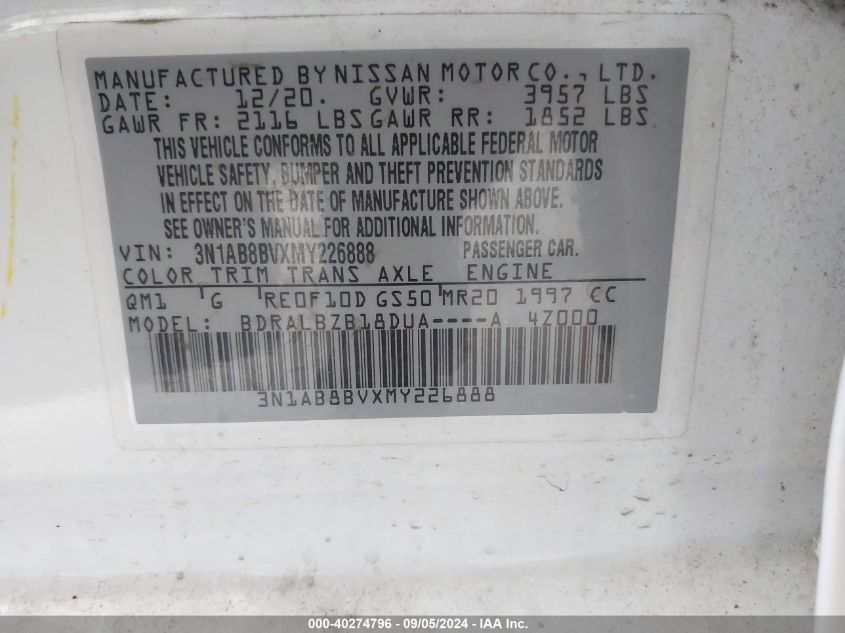 MANUFACTURED BY NISSAN MOTOR CO., LTD.
DATE: 12/20. GVWR: 3957 LBS
GAWR FR: 2116 LBS GAWR RR: 1852 LBS
THIS VEHICLE CONFORMS TO ALL APPLICABLE FEDERAL MOTOR
VEHICLE SAFETY, BUMPER AND THEFT PREVENTION STANDARDS
IN EFFECT ON THE DATE OF MANUFACTURE SHOWN ABOVE.
SEE OWNER'S MANUAL FOR ADDITIONAL INFORMATION.
VIN: 3N1AB8BVXMY226888 PASSENGER CAR.
COLOR TRIM TRANS AXLE ENGINE
QM1 G RE0F10D GS50 MR20 1997 CC
MODEL: BDRALBZB18DUA----A 4Z000
3N1AB8BVXMY226888
1000-40274796 - 09/05/2024 - IAA Inc.